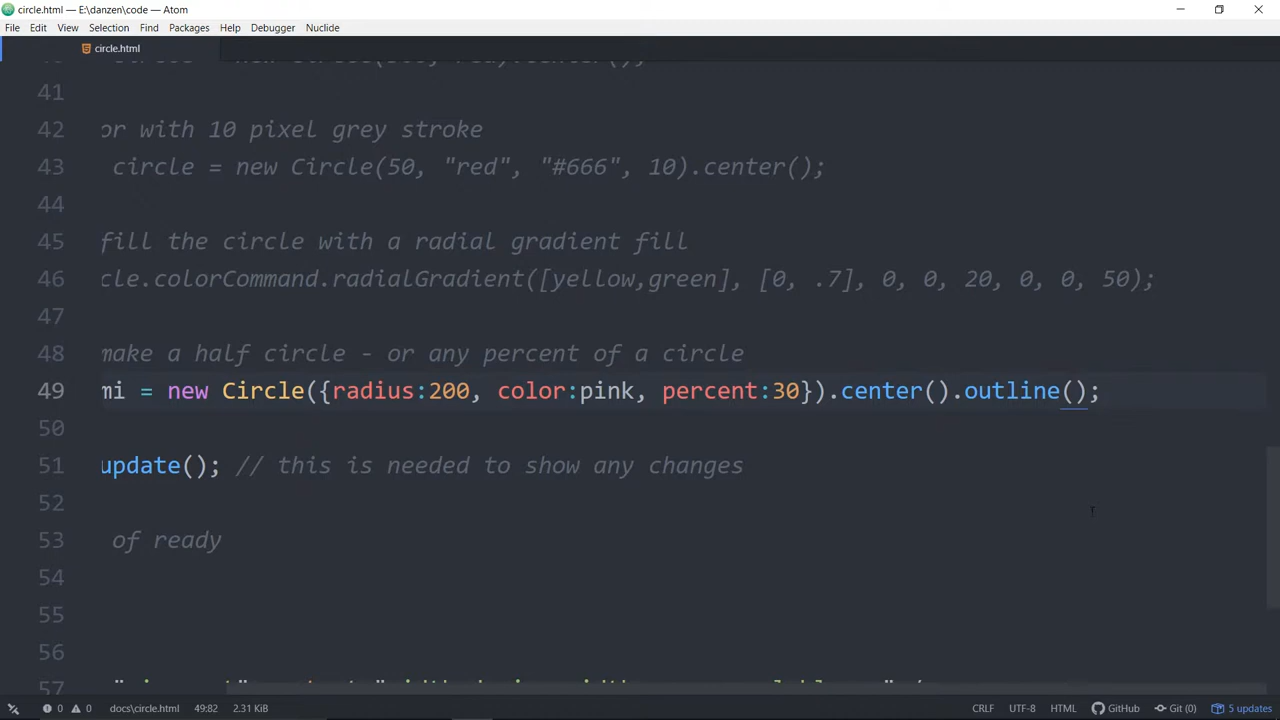 circle.html — E:\danzen\code — Atom
File Edit View Selection Find Packages Help Debugger Nuclide
circle.html
41
42 or with 10 pixel grey stroke
43 circle = new Circle(50, "red", "#666", 10).center();
44
45 fill the circle with a radial gradient fill
46 cle.colorCommand.radialGradient([yellow,green], [0, .7], 0, 0, 20, 0, 0, 50);
47
48 make a half circle - or any percent of a circle
49 mi = new Circle({radius:200, color:pink, percent:30}).center().outline();
50
51 update(); // this is needed to show any changes
52
53 of ready
54
55
56
57
0 0 docs\circle.html 49:82 2.31 KiB CRLF UTF-8 HTML GitHub Git (0) 5 updates